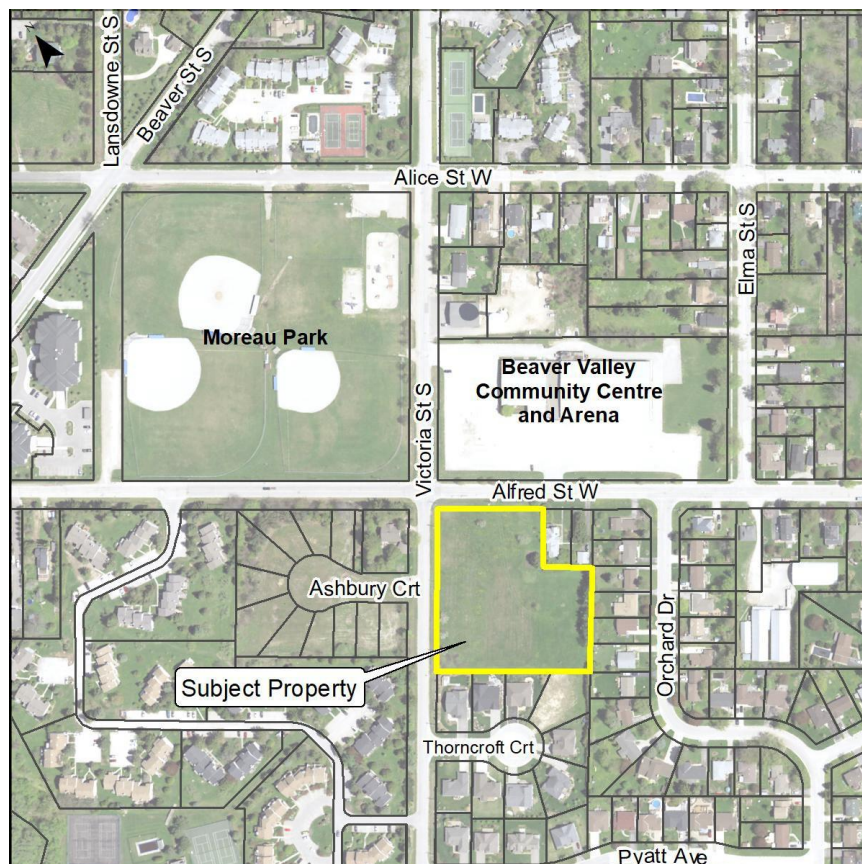 N
Lansdowne St S
Beaver St S
Alice St W
Elma St S
Moreau Park
Beaver Valley
Community Centre
and Arena
Victoria St S
Alfred St W
Ashbury Crt
Orchard Dr
Subject Property
Thorncroft Crt
Pyatt Ave